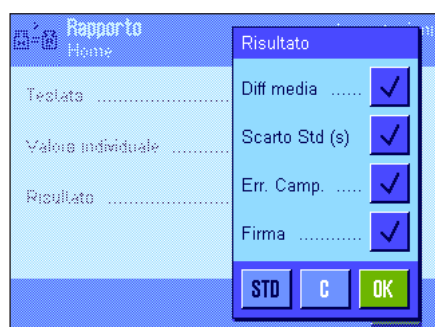 Rapporto
Home
Testata ..................
Valore individuale ..........
Risultato ..................
Risultato
Diff media ......
Scarto Std (s)
Err. Camp. .....
Firma ............
STD C OK